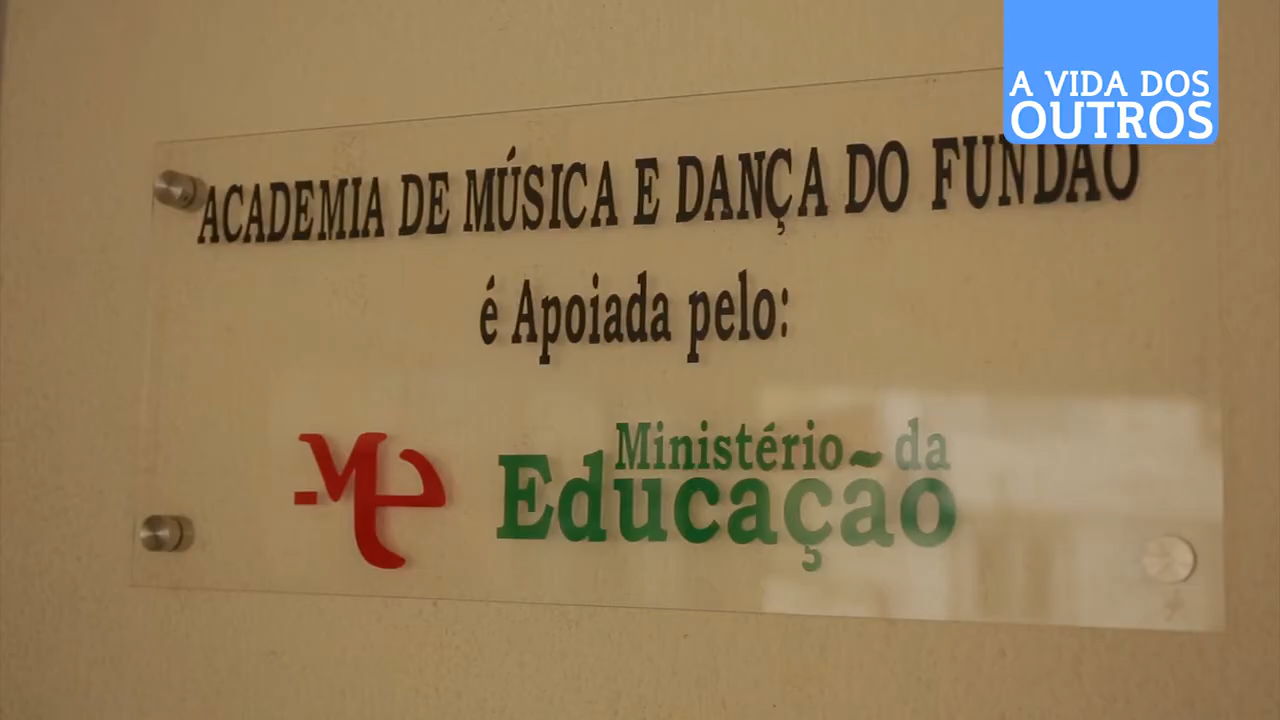 A VIDA DOS
OUTROS
ACADEMIA DE MÚSICA E DANÇA DO FUNDÃO
é Apoiada pelo:
me
Ministério da
Educação